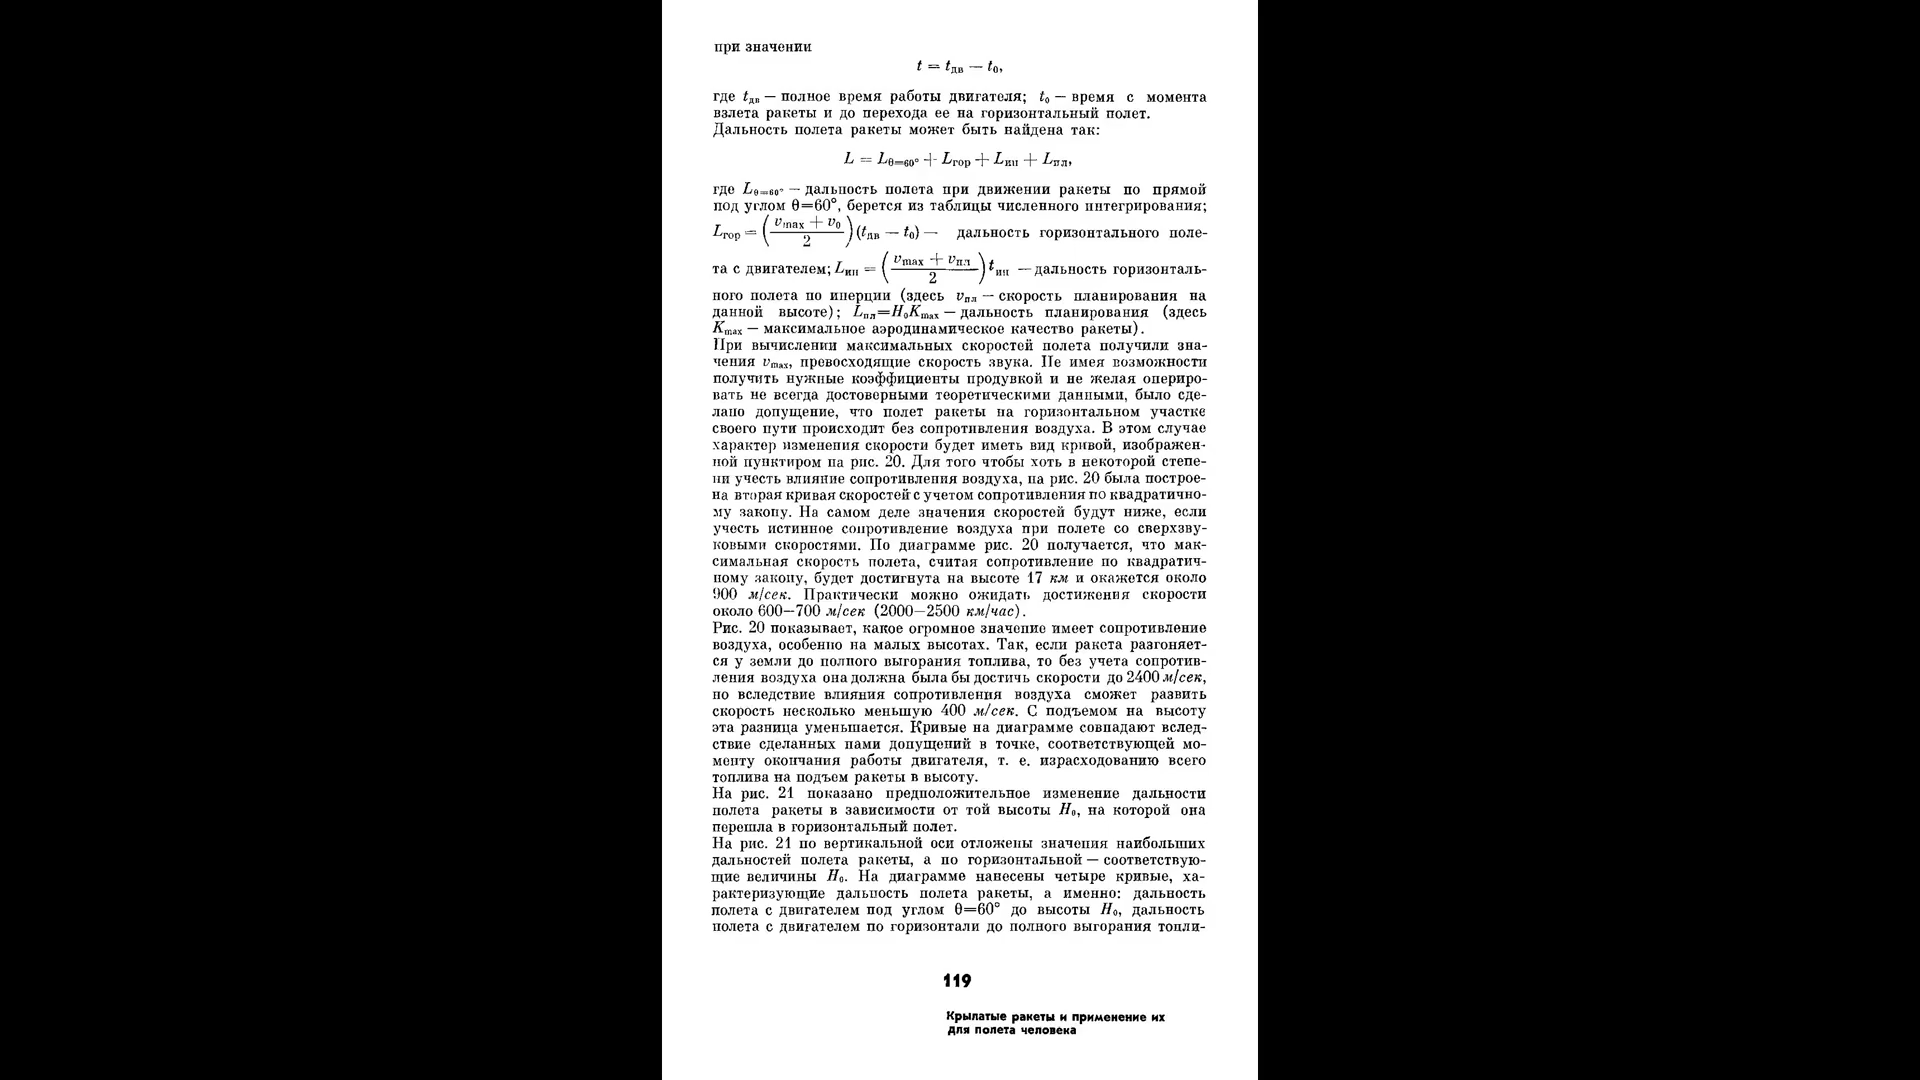 при значении
t = tдв — t0,
где tдв — полное время работы двигателя; t0 — время с момента
взлета ракеты и до перехода ее на горизонтальный полет.
Дальность полета ракеты может быть найдена так:
L = Lθ=60° + Lгор + Lин + Lпл,
где Lθ=60° — дальность полета при движении ракеты по прямой
под углом θ=60°, берется из таблицы численного интегрирования;
Lгор = ((vmax + v0)/2)(tдв — t0) — дальность горизонтального поле-
та с двигателем; Lин = ((vmax + vпл)/2) tин — дальность горизонталь-
ного полета по инерции (здесь vпл — скорость планирования на
данной высоте); Lпл=H0Kmax — дальность планирования (здесь
Kmax — максимальное аэродинамическое качество ракеты).
При вычислении максимальных скоростей полета получили зна-
чения vmax, превосходящие скорость звука. Не имея возможности
получить нужные коэффициенты продувкой и не желая опериро-
вать не всегда достоверными теоретическими данными, было сде-
лано допущение, что полет ракеты на горизонтальном участке
своего пути происходит без сопротивления воздуха. В этом случае
характер изменения скорости будет иметь вид кривой, изображен-
ной пунктиром на рис. 20. Для того чтобы хоть в некоторой степе-
ни учесть влияние сопротивления воздуха, на рис. 20 была построе-
на вторая кривая скоростей с учетом сопротивления по квадратично-
му закону. На самом деле значения скоростей будут ниже, если
учесть истинное сопротивление воздуха при полете со сверхзву-
ковыми скоростями. По диаграмме рис. 20 получается, что мак-
симальная скорость полета, считая сопротивление по квадратич-
ному закону, будет достигнута на высоте 17 км и окажется около
900 м/сек. Практически можно ожидать достижения скорости
около 600—700 м/сек (2000—2500 км/час).
Рис. 20 показывает, какое огромное значение имеет сопротивление
воздуха, особенно на малых высотах. Так, если ракета разгоняет-
ся у земли до полного выгорания топлива, то без учета сопротив-
ления воздуха она должна была бы достичь скорости до 2400 м/сек,
но вследствие влияния сопротивления воздуха сможет развить
скорость несколько меньшую 400 м/сек. С подъемом на высоту
эта разница уменьшается. Кривые на диаграмме совпадают вслед-
ствие сделанных нами допущений в точке, соответствующей мо-
менту окончания работы двигателя, т. е. израсходованию всего
топлива на подъем ракеты в высоту.
На рис. 21 показано предположительное изменение дальности
полета ракеты в зависимости от той высоты H0, на которой она
перешла в горизонтальный полет.
На рис. 21 по вертикальной оси отложены значения наибольших
дальностей полета ракеты, а по горизонтальной — соответствую-
щие величины H0. На диаграмме нанесены четыре кривые, ха-
рактеризующие дальность полета ракеты, а именно: дальность
полета с двигателем под углом θ=60° до высоты H0, дальность
полета с двигателем по горизонтали до полного выгорания топли-
119
Крылатые ракеты и применение их
для полета человека